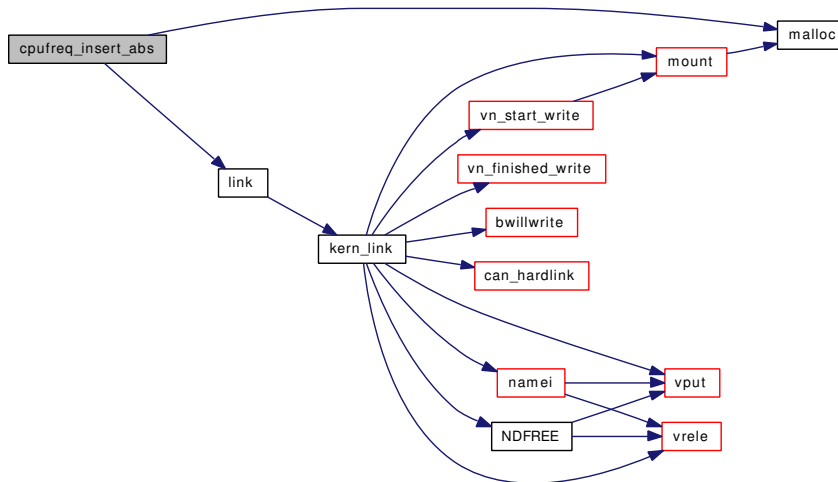 cpufreq_insert_abs
malloc
mount
vn_start_write
vn_finished_write
link
bwillwrite
kern_link
can_hardlink
namei
vput
NDFREE
vrele